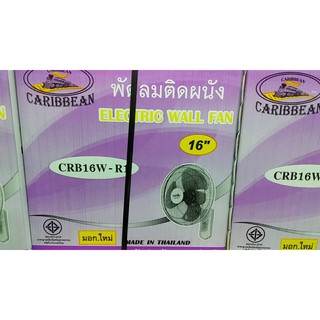 CARIBBEAN
พัดลมติดผนัง
ELECTRIC WALL FAN
16"
CRB16W-R1
MADE IN THAILAND
มอก.ใหม่
CARIBBEAN
CRB16W
มอก.ใหม่